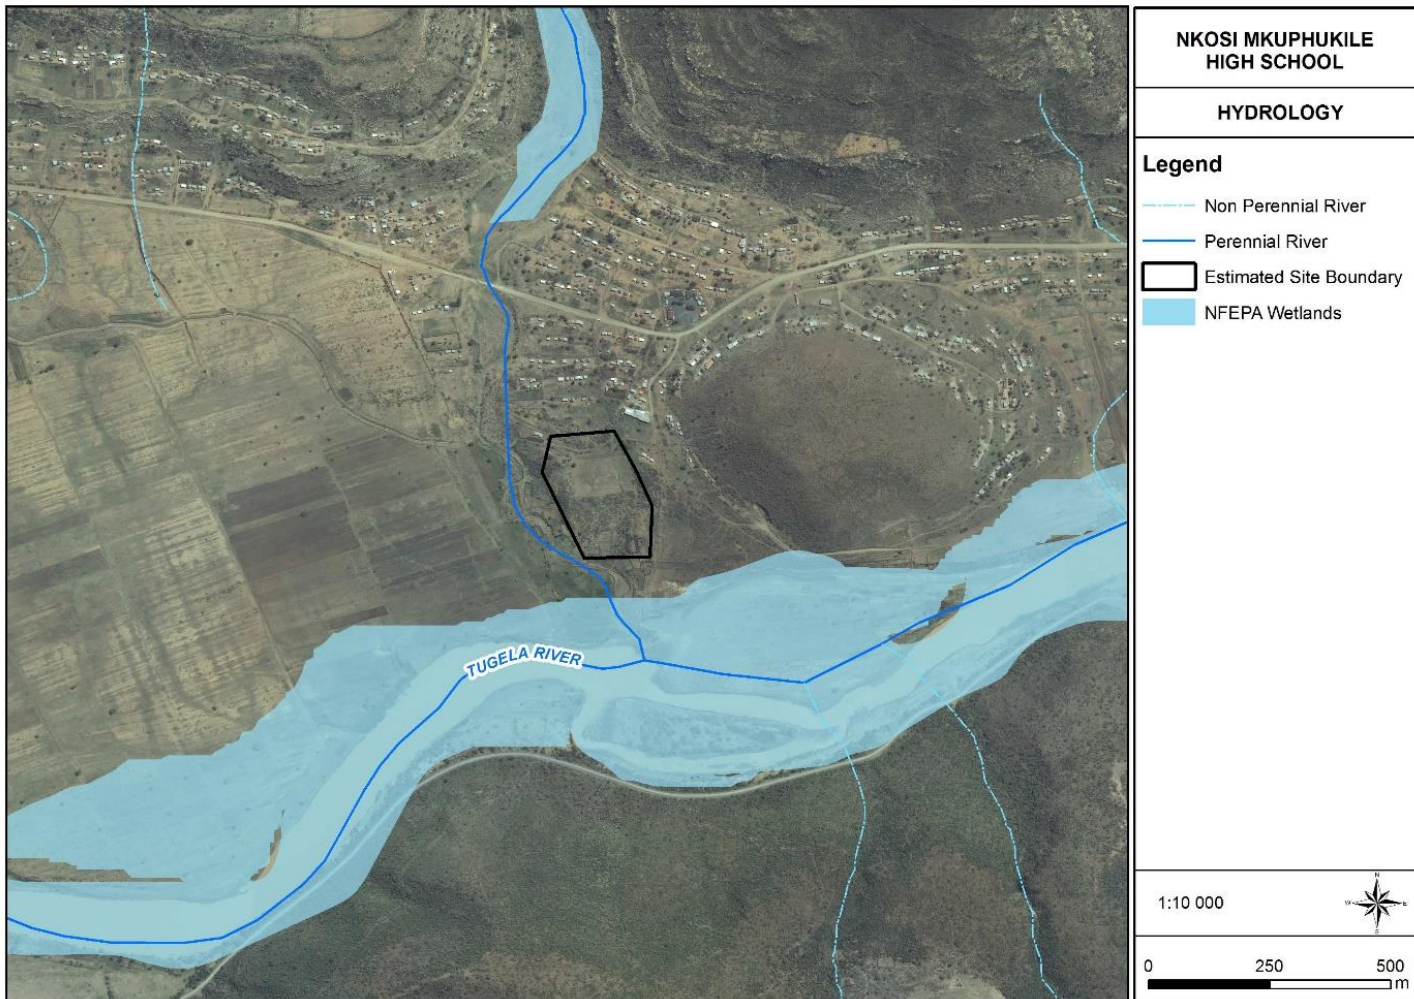 NKOSI MKUPHUKILE
HIGH SCHOOL
HYDROLOGY
Legend
Non Perennial River
Perennial River
Estimated Site Boundary
NFEPA Wetlands
TUGELA RIVER
1:10 000
N
W
E
S
0 250 500
m